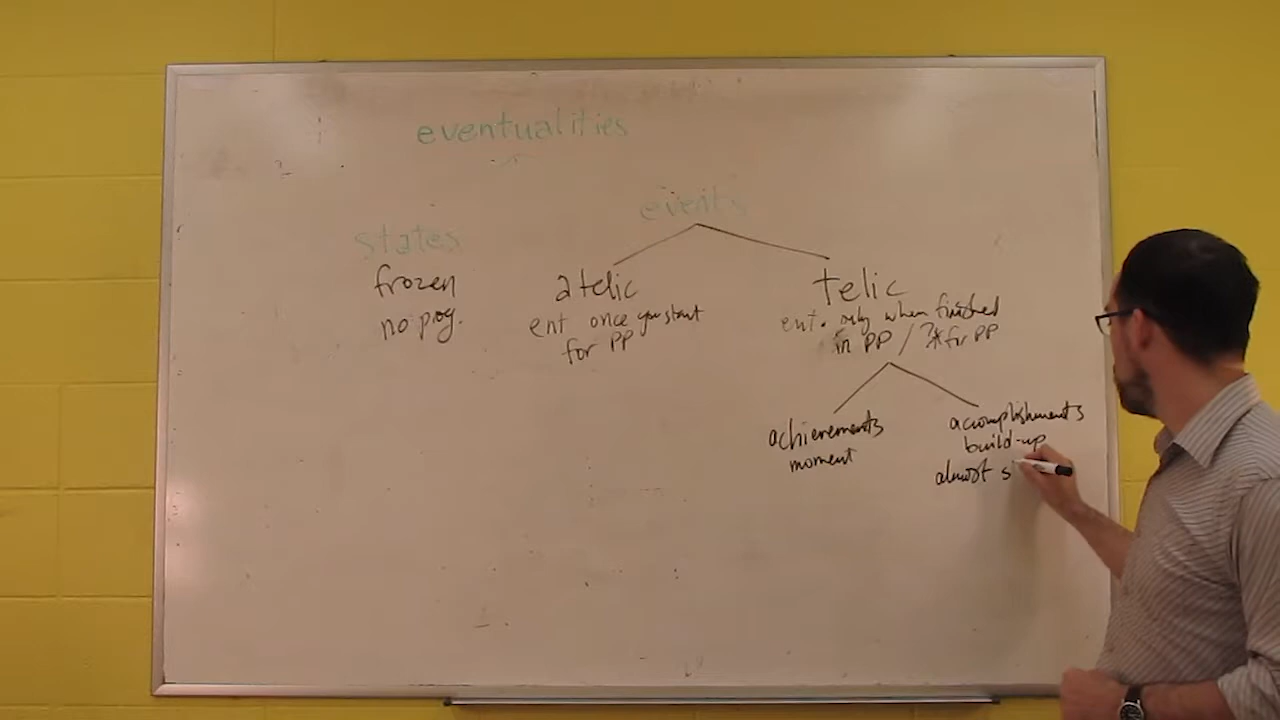 eventualities
events
states
frozen
no prog.
atelic
ent once you start
for PP
telic
ent. only when finished
in PP / ?* for PP
achievements
moment
acomplishments
build-up
almost s